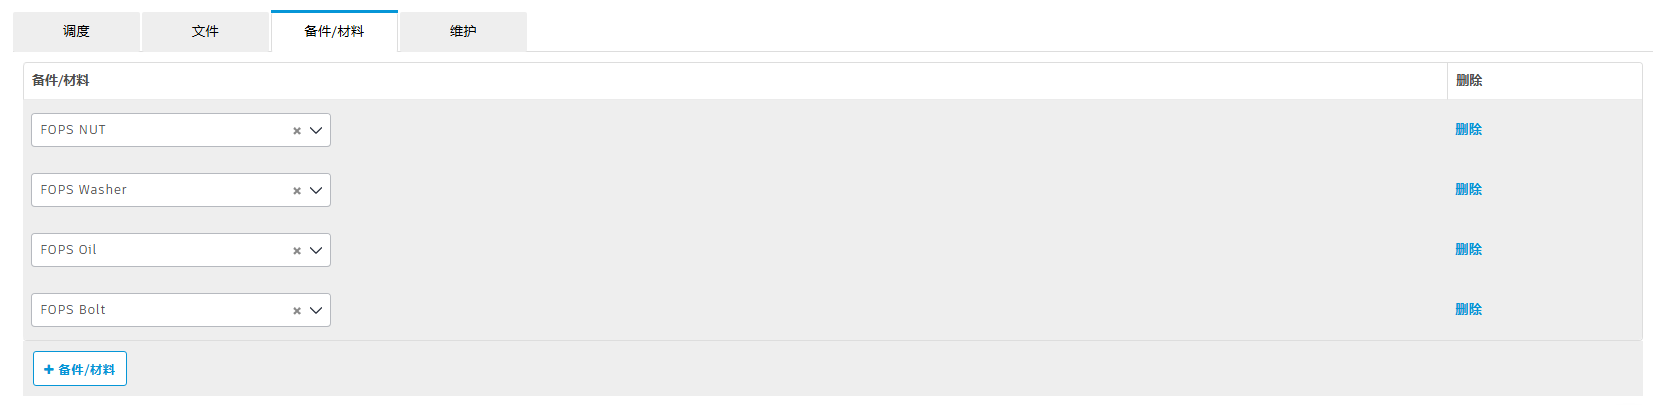 调度 文件 备件/材料 维护
备件/材料 删除
FOPS NUT 删除
FOPS Washer 删除
FOPS Oil 删除
FOPS Bolt 删除
+ 备件/材料